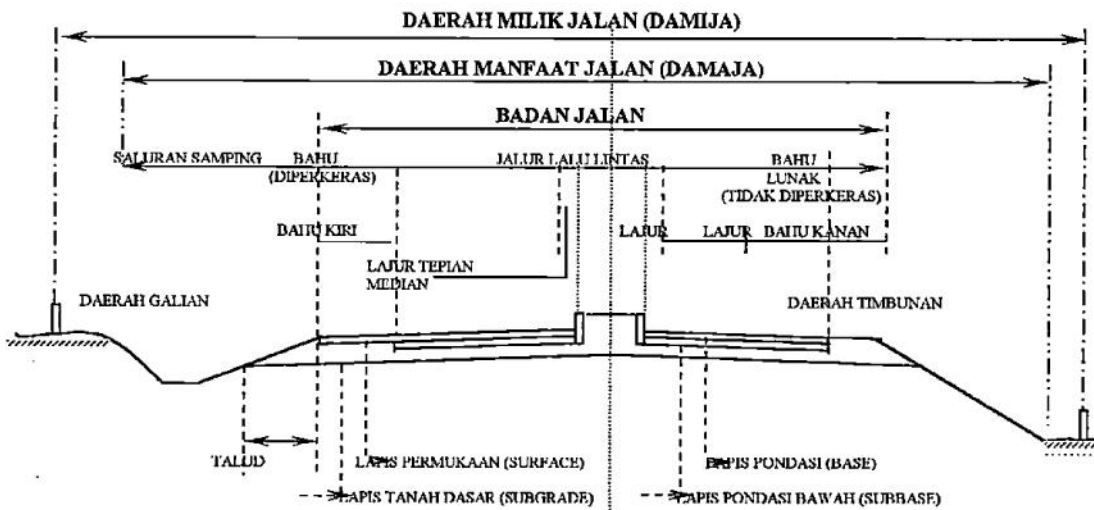 DAERAH MILIK JALAN (DAMIJA)
DAERAH MANFAAT JALAN (DAMAJA)
BADAN JALAN
SALURAN SAMPING
BAHU
(DIPERKERAS)
JALUR LALU LINTAS
BAHU
LUNAK
(TIDAK DIPERKERAS)
BAHU KIRI
LAJUR
LAJUR
BAHU KANAN
LAJUR TEPIAN
MEDIAN
DAERAH GALIAN
DAERAH TIMBUNAN
TALUD
LAPIS PERMUKAAN (SURFACE)
LAPIS PONDASI (BASE)
LAPIS TANAH DASAR (SUBGRADE)
LAPIS PONDASI BAWAH (SUBBASE)